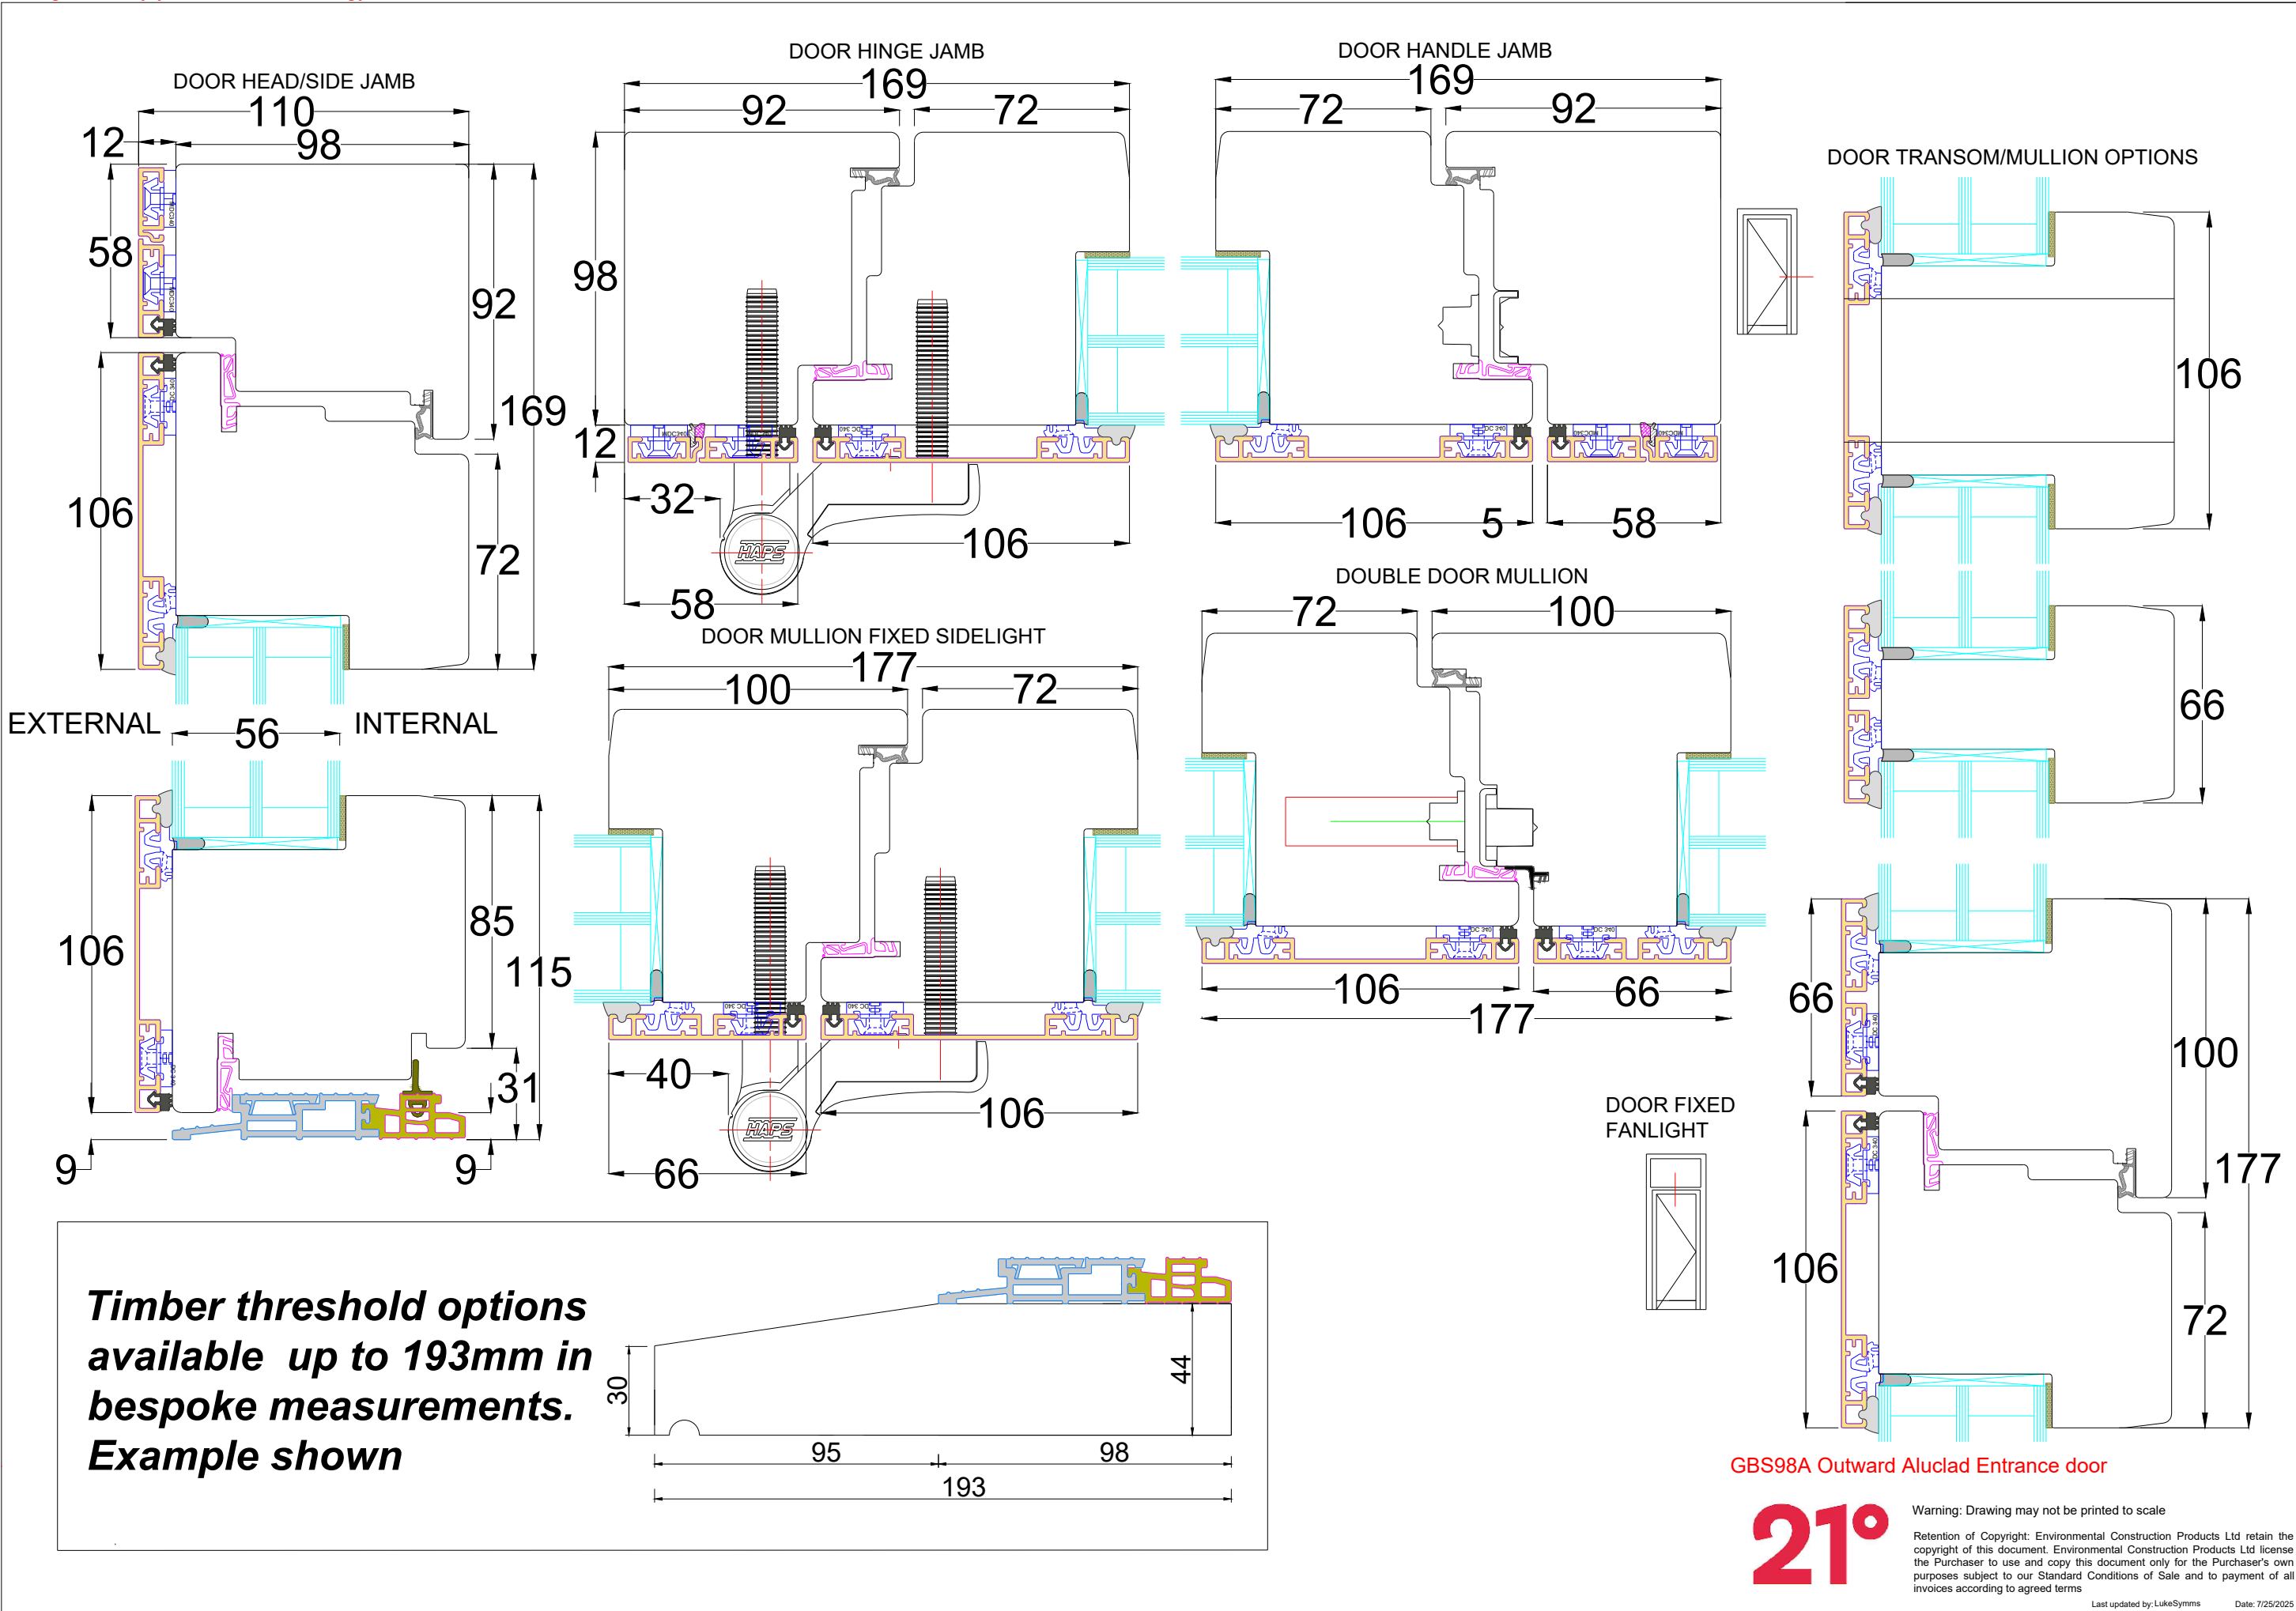 DOOR HEAD/SIDE JAMB
110
12
98
58
92
169
106
72
EXTERNAL
56
INTERNAL
106
85
115
31
9
9
DOOR HINGE JAMB
169
92
72
98
12
32
106
58
HAPS
DOOR HANDLE JAMB
169
72
92
106
5
58
DOOR TRANSOM/MULLION OPTIONS
106
66
DOOR MULLION FIXED SIDELIGHT
177
100
72
40
106
66
HAPS
DOUBLE DOOR MULLION
72
100
106
66
177
DOOR FIXED
FANLIGHT
66
100
177
106
72
Timber threshold options
available up to 193mm in
bespoke measurements.
Example shown
30
44
95
98
193
GBS98A Outward Aluclad Entrance door
21°
Warning: Drawing may not be printed to scale
Retention of Copyright: Environmental Construction Products Ltd retain the
copyright of this document. Environmental Construction Products Ltd license
the Purchaser to use and copy this document only for the Purchaser's own
purposes subject to our Standard Conditions of Sale and to payment of all
invoices according to agreed terms
Last updated by: LukeSymms Date: 7/25/2025